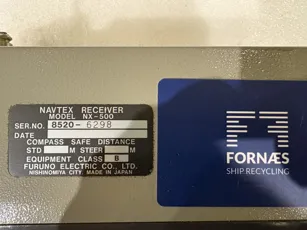 NAVTEX RECEIVER
MODEL NX-500
SER.NO. 8520-6298
DATE
COMPASS SAFE DISTANCE
STD M STEER M
EQUIPMENT CLASS B
FURUNO ELECTRIC CO., LTD.
NISHINOMIYA CITY, MADE IN JAPAN
FORNÆS
SHIP RECYCLING